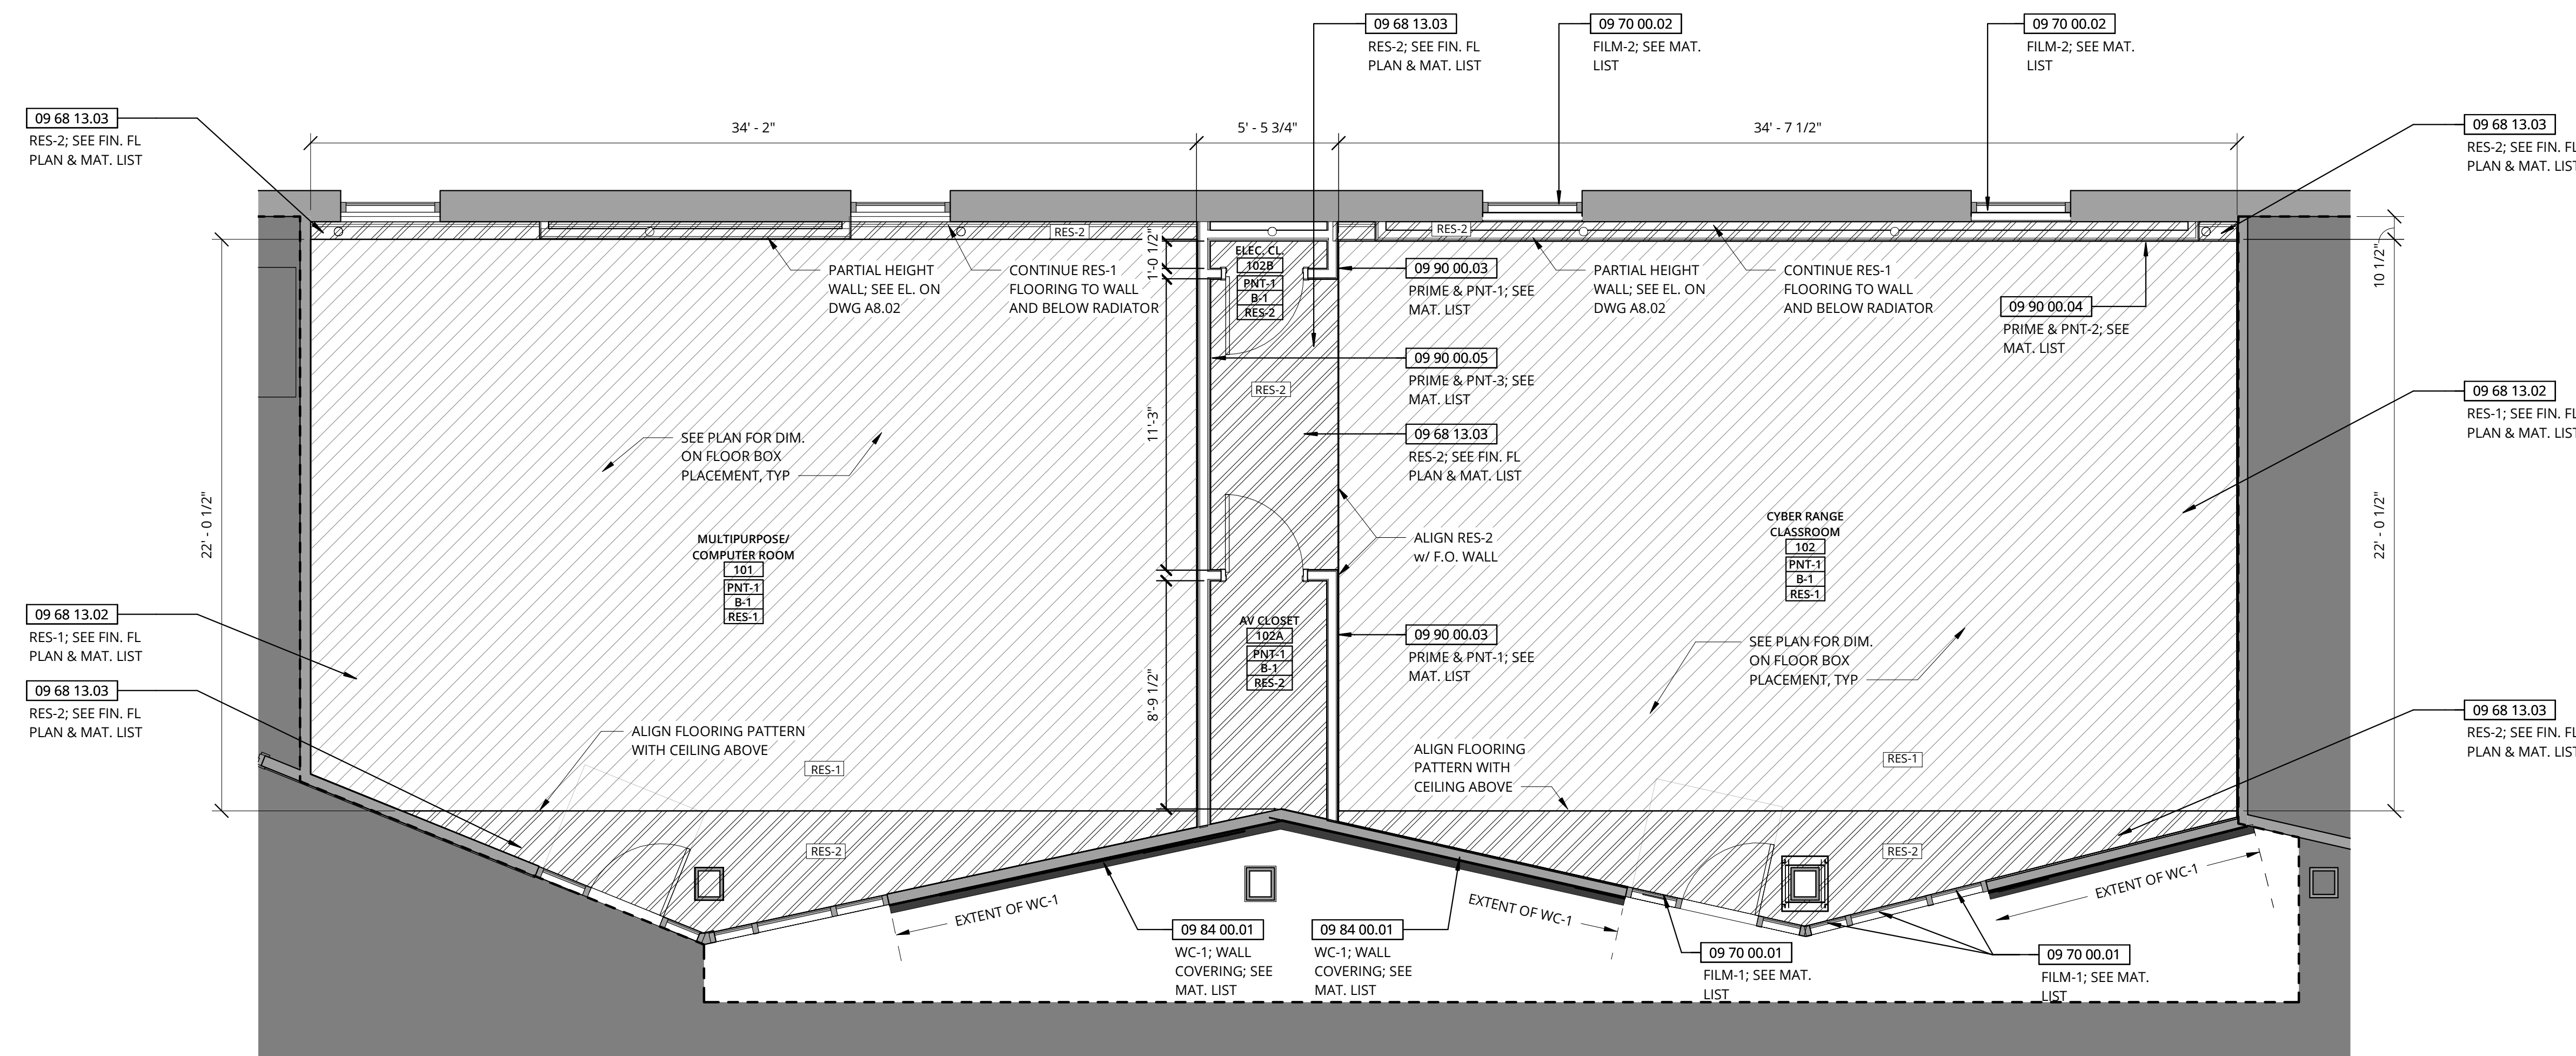 09 68 13.03
RES-2; SEE FIN. FL
PLAN & MAT. LIST
09 70 00.02
FILM-2; SEE MAT.
LIST
09 70 00.02
FILM-2; SEE MAT.
LIST
09 68 13.03
RES-2; SEE FIN. FL
PLAN & MAT. LIST
34' - 2"
5' - 5 3/4"
34' - 7 1/2"
09 68 13.03
RES-2; SEE FIN. FL
PLAN & MAT. LIST
RES-2
RES-2
1'-0 1/2"
10 1/2"
ELEC. CL.
102B
PNT-1
B-1
RES-2
PARTIAL HEIGHT
WALL; SEE EL. ON
DWG A8.02
CONTINUE RES-1
FLOORING TO WALL
AND BELOW RADIATOR
09 90 00.03
PRIME & PNT-1; SEE
MAT. LIST
PARTIAL HEIGHT
WALL; SEE EL. ON
DWG A8.02
CONTINUE RES-1
FLOORING TO WALL
AND BELOW RADIATOR
09 90 00.04
PRIME & PNT-2; SEE
MAT. LIST
09 90 00.05
PRIME & PNT-3; SEE
MAT. LIST
RES-2
09 68 13.02
RES-1; SEE FIN. FL
PLAN & MAT. LIST
11'-3"
SEE PLAN FOR DIM.
ON FLOOR BOX
PLACEMENT, TYP
09 68 13.03
RES-2; SEE FIN. FL
PLAN & MAT. LIST
22' - 0 1/2"
22' - 0 1/2"
MULTIPURPOSE/
COMPUTER ROOM
101
PNT-1
B-1
RES-1
ALIGN RES-2
w/ F.O. WALL
CYBER RANGE
CLASSROOM
102
PNT-1
B-1
RES-1
09 68 13.02
RES-1; SEE FIN. FL
PLAN & MAT. LIST
AV CLOSET
102A
PNT-1
B-1
RES-2
09 90 00.03
PRIME & PNT-1; SEE
MAT. LIST
SEE PLAN FOR DIM.
ON FLOOR BOX
PLACEMENT, TYP
8'-9 1/2"
09 68 13.03
RES-2; SEE FIN. FL
PLAN & MAT. LIST
09 68 13.03
RES-2; SEE FIN. FL
PLAN & MAT. LIST
ALIGN FLOORING PATTERN
WITH CEILING ABOVE
RES-1
ALIGN FLOORING
PATTERN WITH
CEILING ABOVE
RES-1
RES-2
RES-2
EXTENT OF WC-1
EXTENT OF WC-1
EXTENT OF WC-1
09 84 00.01
WC-1; WALL
COVERING; SEE
MAT. LIST
09 84 00.01
WC-1; WALL
COVERING; SEE
MAT. LIST
09 70 00.01
FILM-1; SEE MAT.
LIST
09 70 00.01
FILM-1; SEE MAT.
LIST